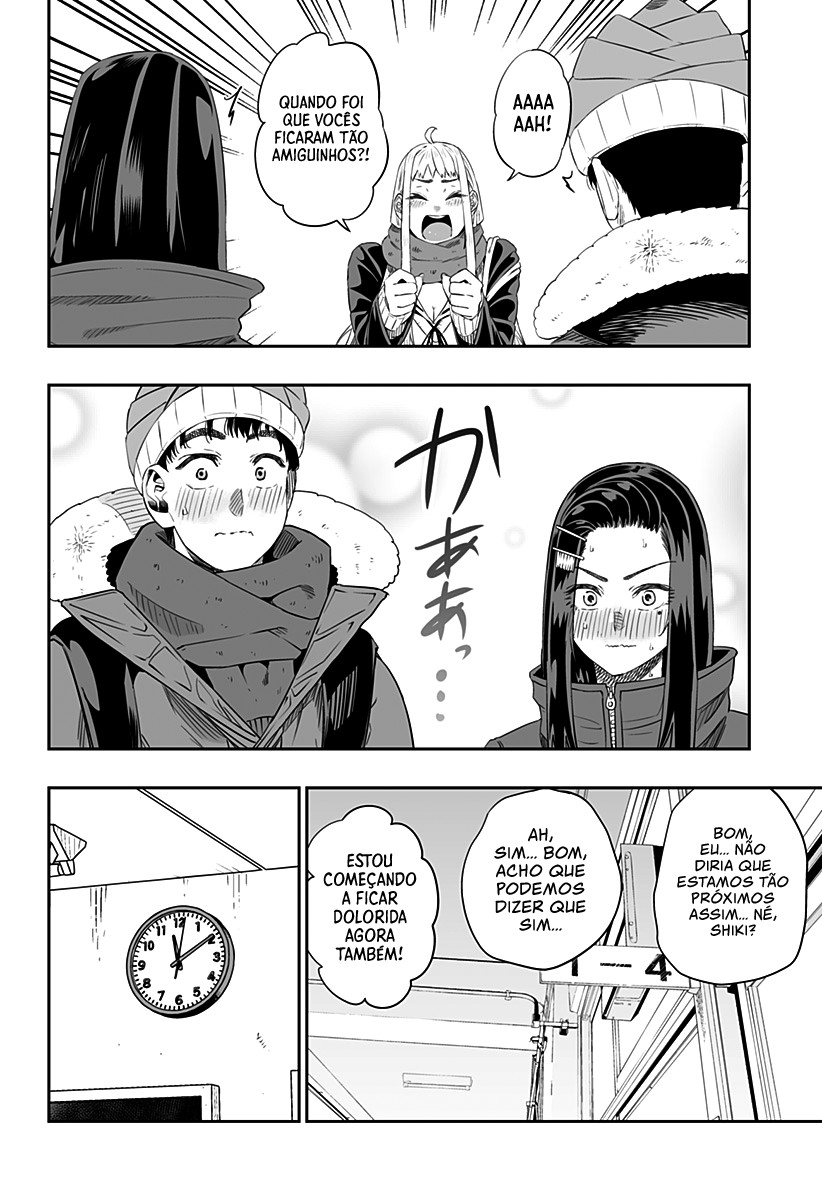 AAAA
AAH!
QUANDO FOI
QUE VOCÊS
FICARAM TÃO
AMIGUINHOS?!
かあぁっ…
BOM,
EU... NÃO
DIRIA QUE
ESTAMOS TÃO
PRÓXIMOS
ASSIM... NÉ,
SHIKI?
AH,
SIM... BOM,
ACHO QUE
PODEMOS
DIZER QUE
SIM...
ESTOU
COMEÇANDO
A FICAR
DOLORIDA
AGORA
TAMBÉM!
1-4
11 12 1
10 2
9 3
8 4
7 6 5